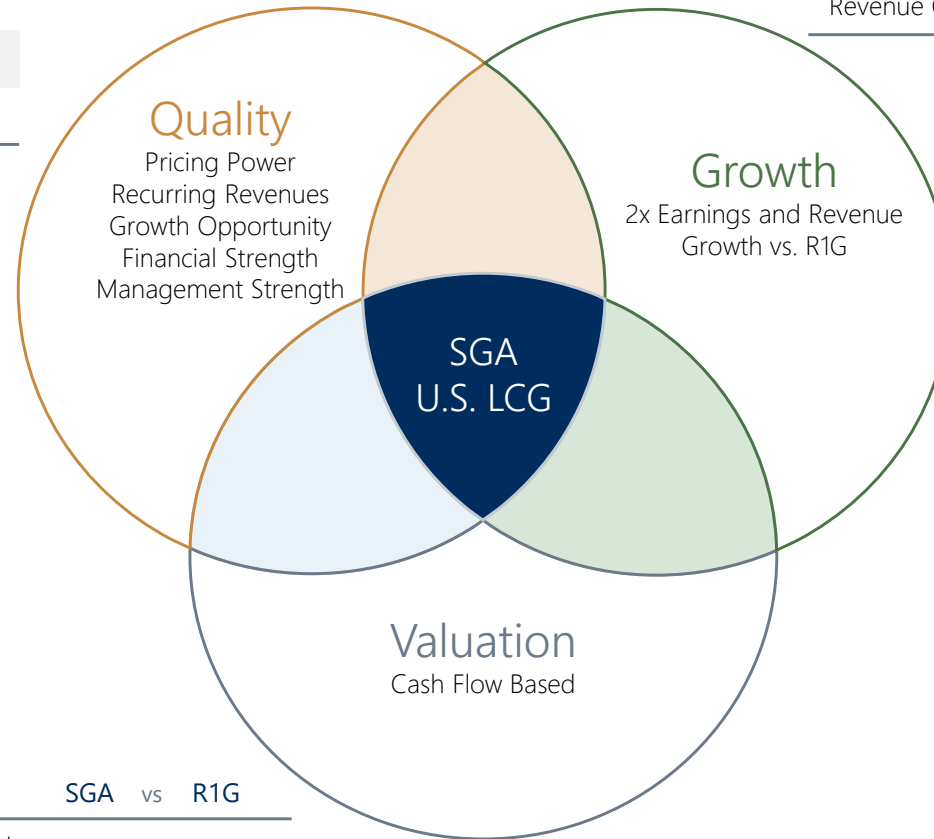 Revenue
Quality
Pricing Power
Recurring Revenues
Growth Opportunity
Financial Strength
Management Strength
Growth
2x Earnings and Revenue
Growth vs. R1G
SGA
U.S. LCG
Valuation
Cash Flow Based
SGA vs R1G